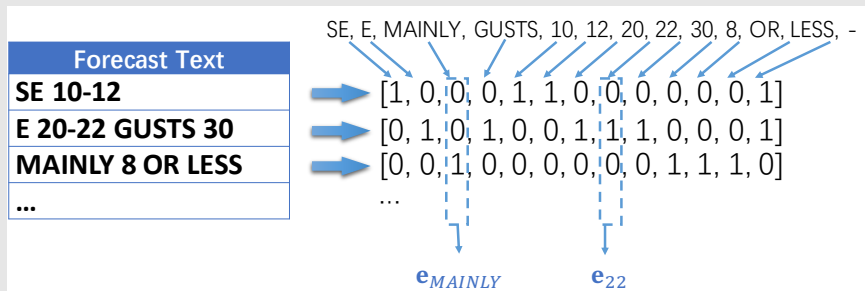 SE, E, MAINLY, GUSTS, 10, 12, 20, 22, 30, 8, OR, LESS, -
Forecast Text
SE 10-12
[1, 0, 0, 0, 1, 1, 0, 0, 0, 0, 0, 0, 1]
E 20-22 GUSTS 30
[0, 1, 0, 1, 0, 0, 1, 1, 1, 0, 0, 0, 1]
MAINLY 8 OR LESS
[0, 0, 1, 0, 0, 0, 0, 0, 0, 1, 1, 1, 0]
...
...
e_MAINLY
e_22